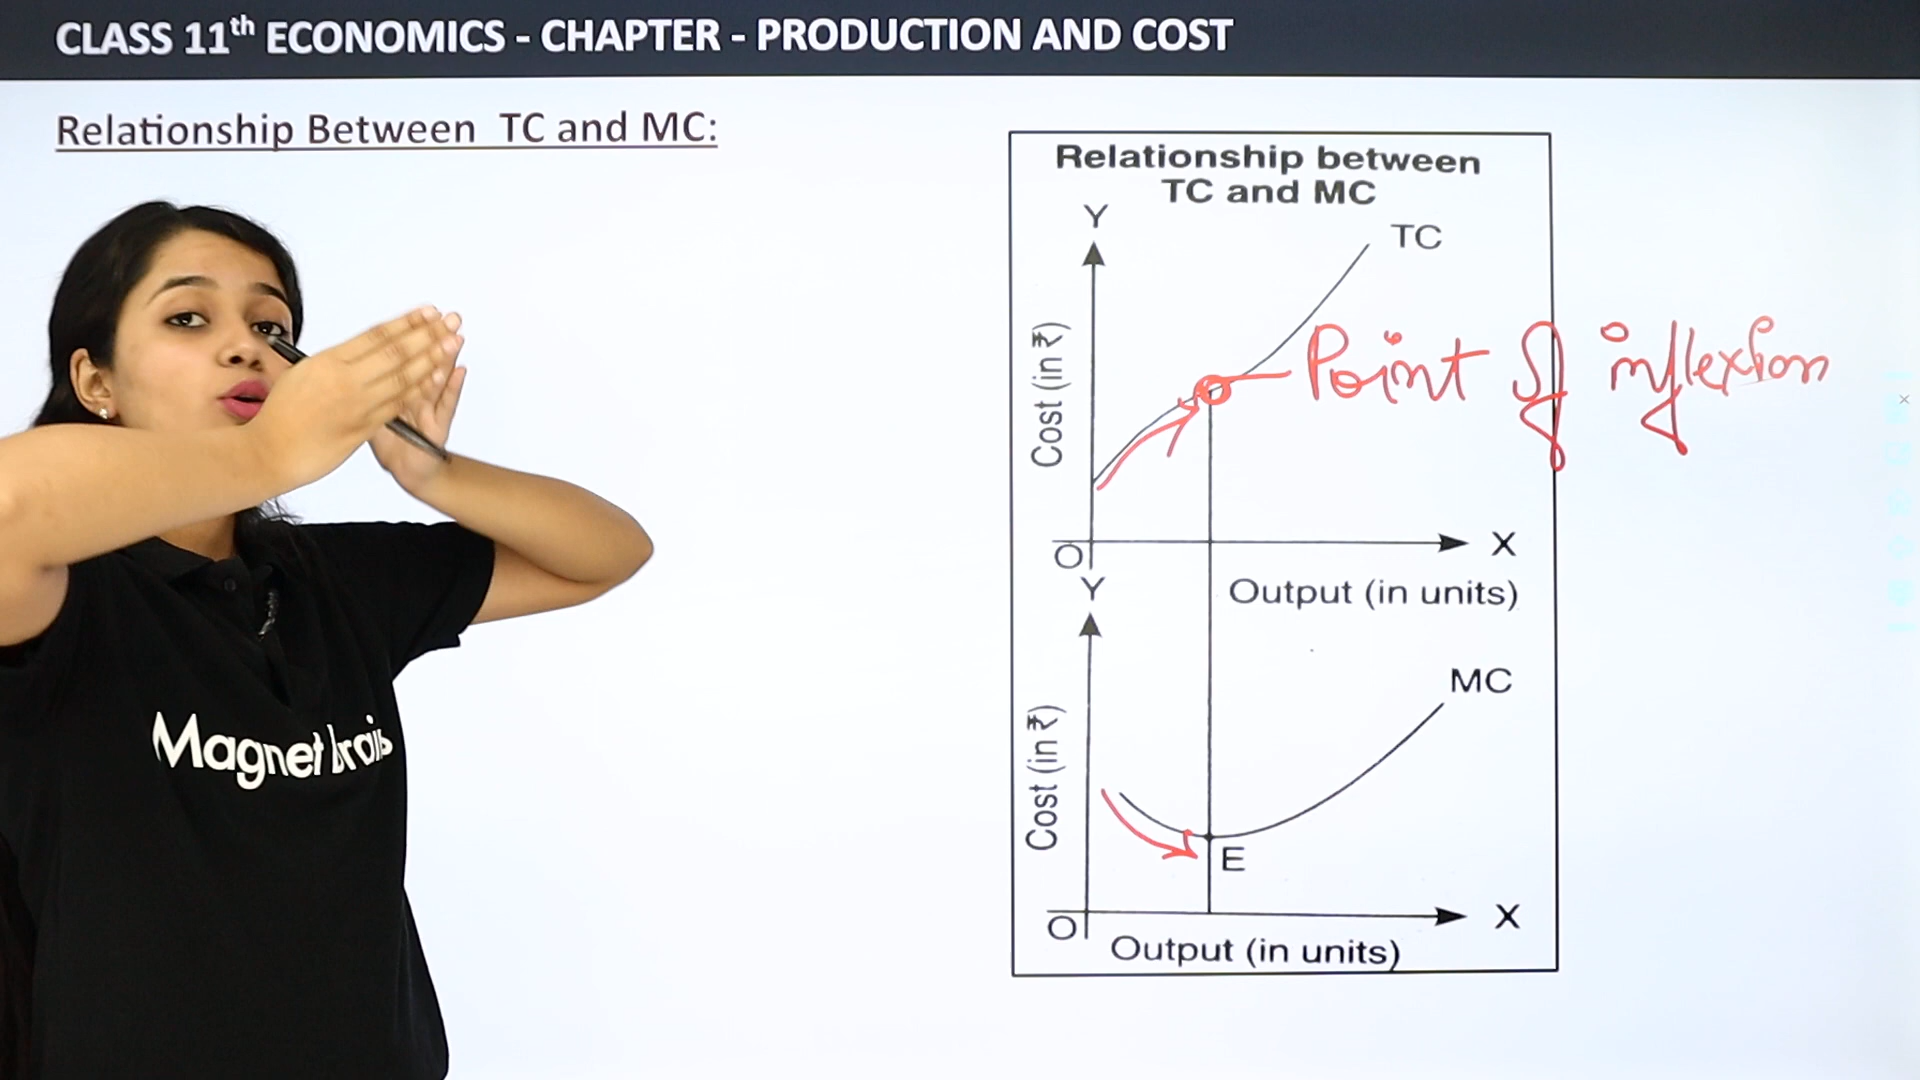 CLASS 11th ECONOMICS - CHAPTER - PRODUCTION AND COST
Relationship Between TC and MC:
Relationship between
TC and MC
Y
TC
Cost (in ₹)
Point of inflexion
O
X
Output (in units)
Y
MC
Cost (in ₹)
E
O
X
Output (in units)
Magnet brains